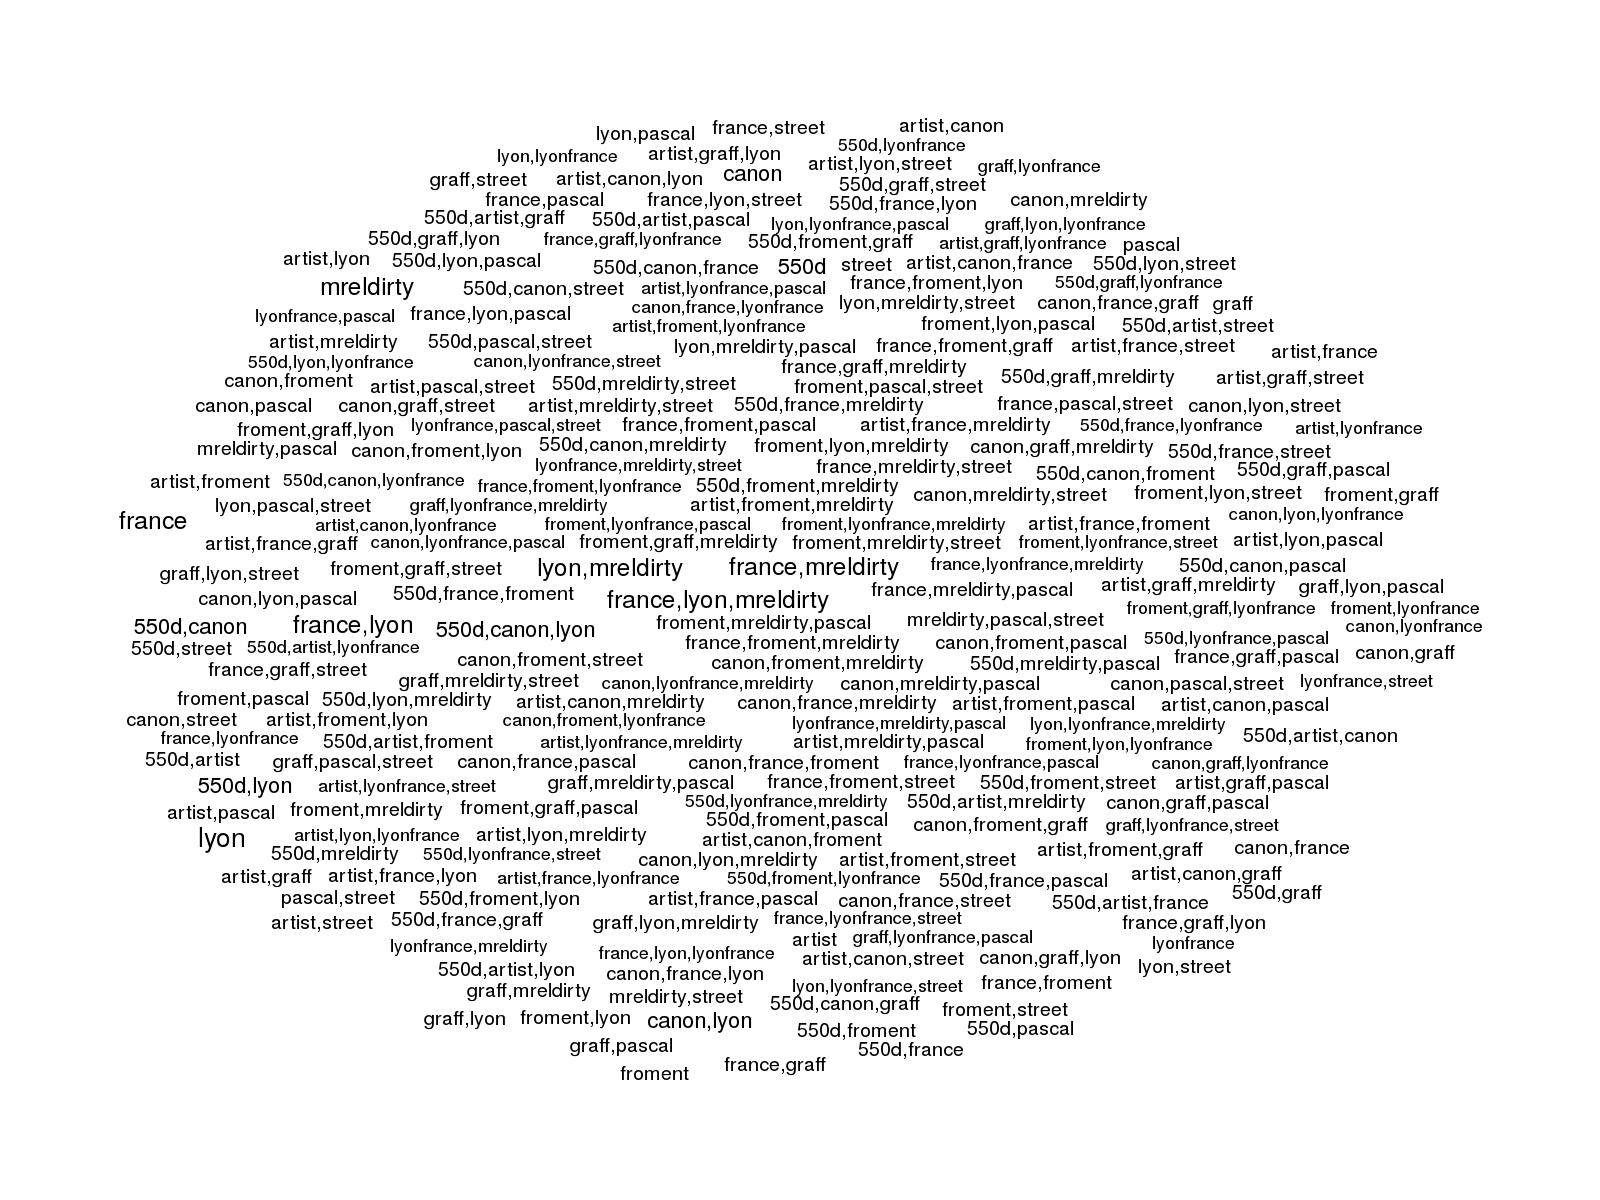 lyon,pascal france,street artist,canon
lyon,lyonfrance artist,graff,lyon 550d,lyonfrance
graff,street artist,canon,lyon canon artist,lyon,street graff,lyonfrance
550d,graff,street
france,pascal france,lyon,street 550d,france,lyon canon,mreldirty
550d,artist,graff 550d,artist,pascal lyon,lyonfrance,pascal graff,lyon,lyonfrance
550d,graff,lyon france,graff,lyonfrance 550d,froment,graff artist,graff,lyonfrance pascal
artist,lyon 550d,lyon,pascal 550d,canon,france 550d street artist,canon,france 550d,lyon,street
mreldirty 550d,canon,street artist,lyonfrance,pascal france,froment,lyon 550d,graff,lyonfrance
canon,france,lyonfrance lyon,mreldirty,street canon,france,graff graff
lyonfrance,pascal france,lyon,pascal artist,froment,lyonfrance froment,lyon,pascal 550d,artist,street
artist,mreldirty 550d,pascal,street lyon,mreldirty,pascal france,froment,graff artist,france,street artist,france
550d,lyon,lyonfrance canon,lyonfrance,street france,graff,mreldirty
canon,froment artist,pascal,street 550d,mreldirty,street froment,pascal,street 550d,graff,mreldirty artist,graff,street
canon,pascal canon,graff,street artist,mreldirty,street 550d,france,mreldirty france,pascal,street canon,lyon,street
froment,graff,lyon lyonfrance,pascal,street france,froment,pascal artist,france,mreldirty 550d,france,lyonfrance artist,lyonfrance
mreldirty,pascal canon,froment,lyon 550d,canon,mreldirty froment,lyon,mreldirty canon,graff,mreldirty 550d,france,street
lyonfrance,mreldirty,street france,mreldirty,street 550d,canon,froment 550d,graff,pascal
artist,froment 550d,canon,lyonfrance france,froment,lyonfrance 550d,froment,mreldirty canon,mreldirty,street froment,lyon,street froment,graff
lyon,pascal,street graff,lyonfrance,mreldirty artist,froment,mreldirty
france artist,canon,lyonfrance froment,lyonfrance,pascal froment,lyonfrance,mreldirty artist,france,froment canon,lyon,lyonfrance
artist,france,graff canon,lyonfrance,pascal froment,graff,mreldirty froment,mreldirty,street froment,lyonfrance,street artist,lyon,pascal
graff,lyon,street froment,graff,street lyon,mreldirty france,mreldirty france,lyonfrance,mreldirty 550d,canon,pascal
canon,lyon,pascal 550d,france,froment france,lyon,mreldirty france,mreldirty,pascal artist,graff,mreldirty graff,lyon,pascal
froment,graff,lyonfrance froment,lyonfrance
550d,canon france,lyon 550d,canon,lyon froment,mreldirty,pascal mreldirty,pascal,street canon,lyonfrance
550d,street 550d,artist,lyonfrance france,froment,mreldirty canon,froment,pascal 550d,lyonfrance,pascal
france,graff,street canon,froment,street canon,froment,mreldirty 550d,mreldirty,pascal france,graff,pascal canon,graff
graff,mreldirty,street canon,lyonfrance,mreldirty canon,mreldirty,pascal canon,pascal,street lyonfrance,street
froment,pascal 550d,lyon,mreldirty artist,canon,mreldirty canon,france,mreldirty artist,froment,pascal artist,canon,pascal
canon,street artist,froment,lyon canon,froment,lyonfrance lyonfrance,mreldirty,pascal lyon,lyonfrance,mreldirty
france,lyonfrance 550d,artist,froment artist,lyonfrance,mreldirty artist,mreldirty,pascal froment,lyon,lyonfrance 550d,artist,canon
550d,artist graff,pascal,street canon,france,pascal canon,france,froment france,lyonfrance,pascal canon,graff,lyonfrance
550d,lyon artist,lyonfrance,street graff,mreldirty,pascal france,froment,street 550d,froment,street artist,graff,pascal
artist,pascal froment,mreldirty froment,graff,pascal 550d,lyonfrance,mreldirty 550d,artist,mreldirty canon,graff,pascal
550d,froment,pascal canon,froment,graff graff,lyonfrance,street
lyon artist,lyon,lyonfrance artist,lyon,mreldirty artist,canon,froment
550d,mreldirty 550d,lyonfrance,street canon,lyon,mreldirty artist,froment,street artist,froment,graff canon,france
artist,graff artist,france,lyon artist,france,lyonfrance 550d,froment,lyonfrance 550d,france,pascal artist,canon,graff
pascal,street 550d,froment,lyon artist,france,pascal canon,france,street 550d,artist,france 550d,graff
artist,street 550d,france,graff graff,lyon,mreldirty france,lyonfrance,street france,graff,lyon
lyonfrance,mreldirty france,lyon,lyonfrance artist graff,lyonfrance,pascal lyonfrance
artist,canon,street canon,graff,lyon
550d,artist,lyon canon,france,lyon lyon,street
graff,mreldirty mreldirty,street lyon,lyonfrance,street france,froment
550d,canon,graff froment,street
graff,lyon froment,lyon canon,lyon 550d,froment 550d,pascal
graff,pascal 550d,france
froment france,graff